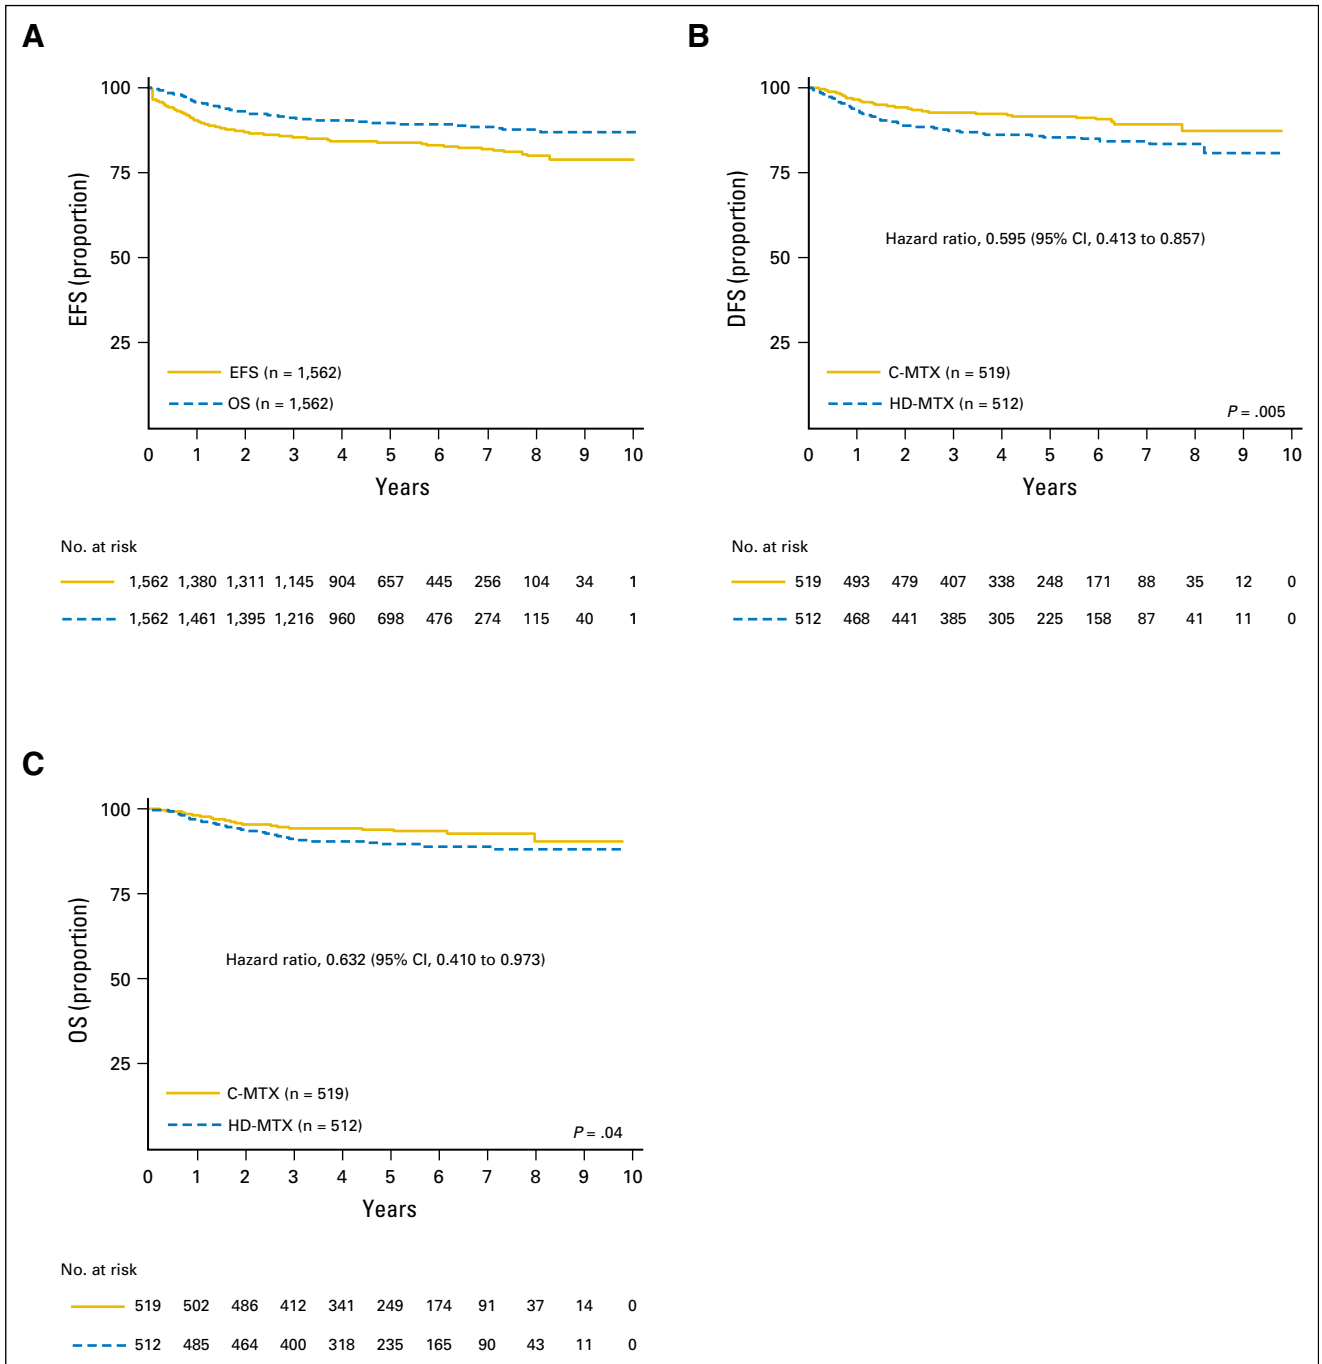 A
EFS (proportion)
100
75
50
25
EFS (n = 1,562)
OS (n = 1,562)
0 1 2 3 4 5 6 7 8 9 10
Years
No. at risk
1,562 1,380 1,311 1,145 904 657 445 256 104 34 1
1,562 1,461 1,395 1,216 960 698 476 274 115 40 1
B
DFS (proportion)
100
75
50
25
Hazard ratio, 0.595 (95% CI, 0.413 to 0.857)
C-MTX (n = 519)
HD-MTX (n = 512)
P = .005
0 1 2 3 4 5 6 7 8 9 10
Years
No. at risk
519 493 479 407 338 248 171 88 35 12 0
512 468 441 385 305 225 158 87 41 11 0
C
OS (proportion)
100
75
50
25
Hazard ratio, 0.632 (95% CI, 0.410 to 0.973)
C-MTX (n = 519)
HD-MTX (n = 512)
P = .04
0 1 2 3 4 5 6 7 8 9 10
Years
No. at risk
519 502 486 412 341 249 174 91 37 14 0
512 485 464 400 318 235 165 90 43 11 0